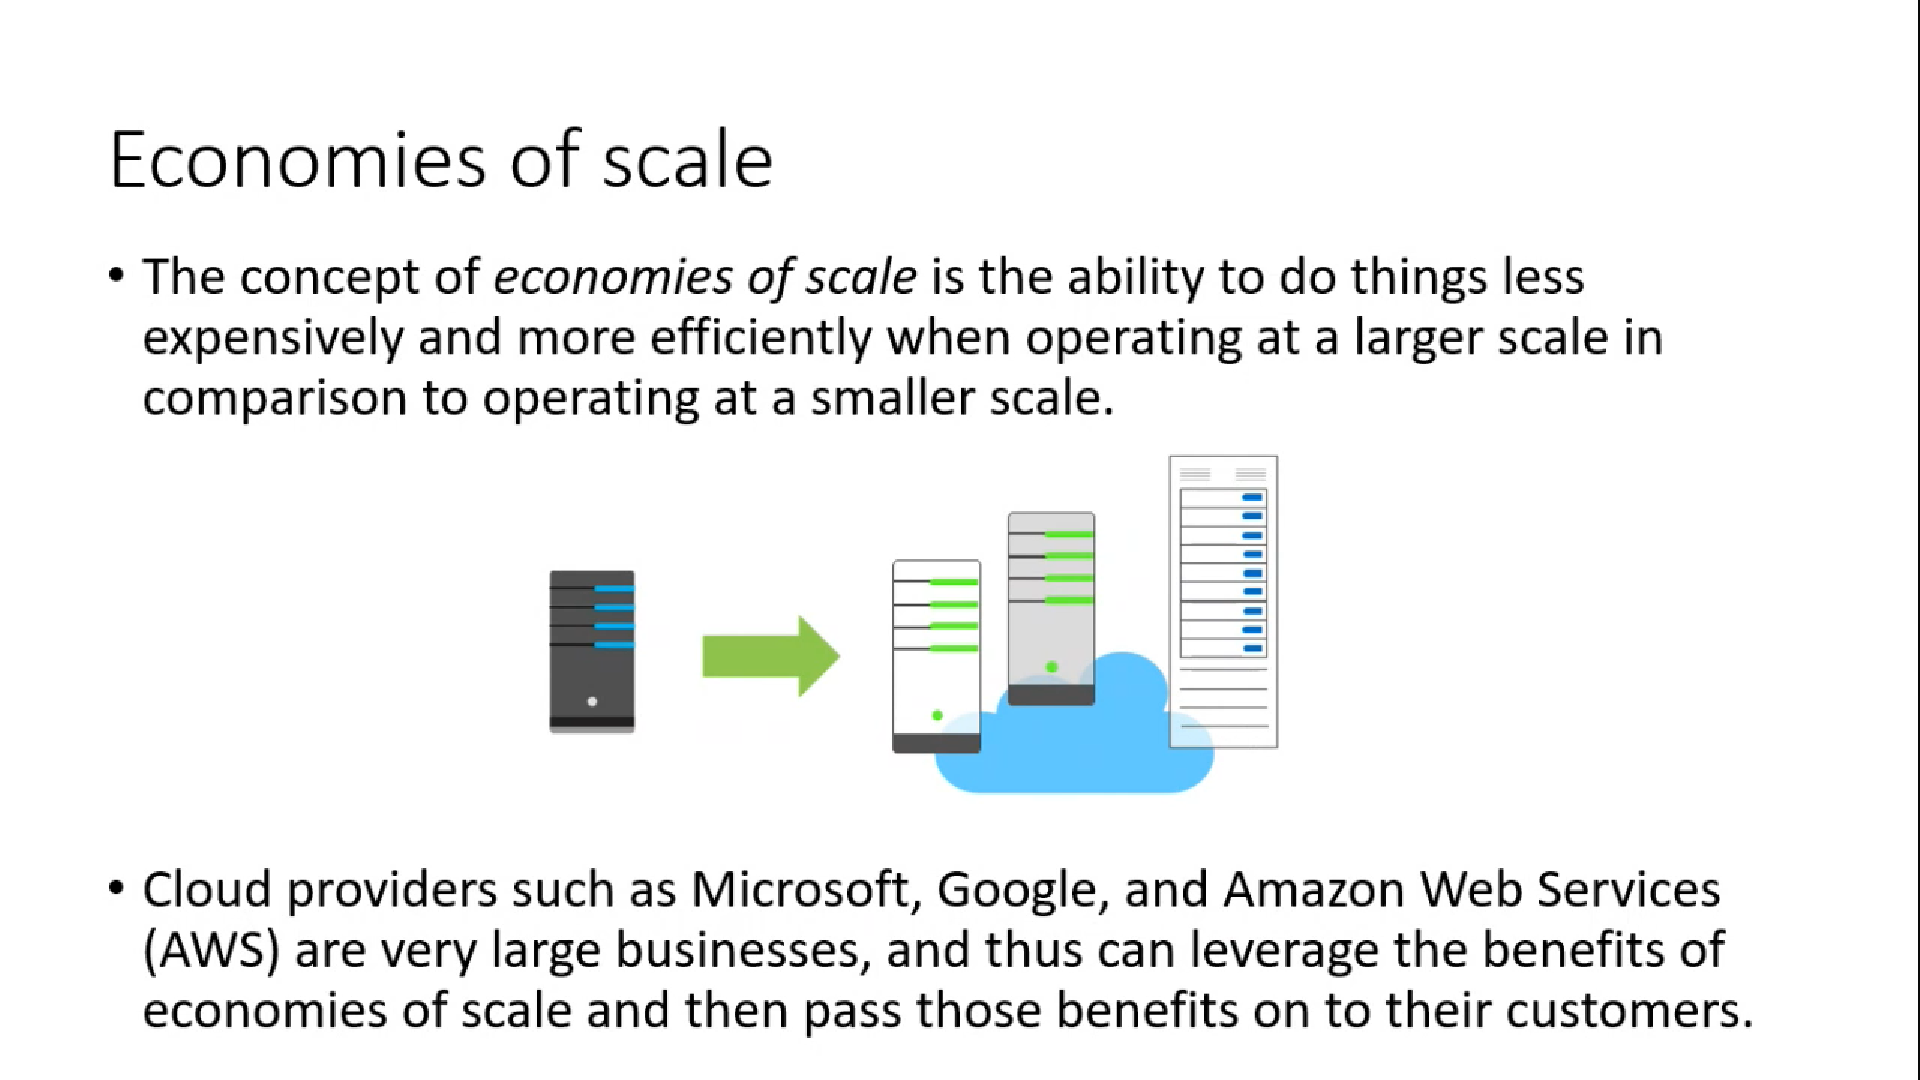 Economies of scale
• The concept of economies of scale is the ability to do things less
expensively and more efficiently when operating at a larger scale in
comparison to operating at a smaller scale.
• Cloud providers such as Microsoft, Google, and Amazon Web Services
(AWS) are very large businesses, and thus can leverage the benefits of
economies of scale and then pass those benefits on to their customers.